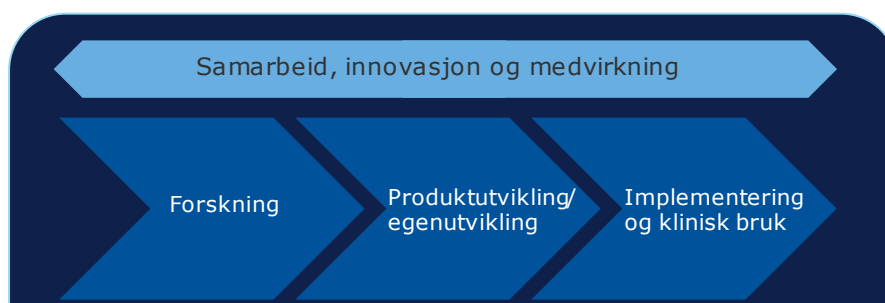 Samarbeid, innovasjon og medvirkning
Forskning
Produktutvikling/
egenutvikling
Implementering
og klinisk bruk